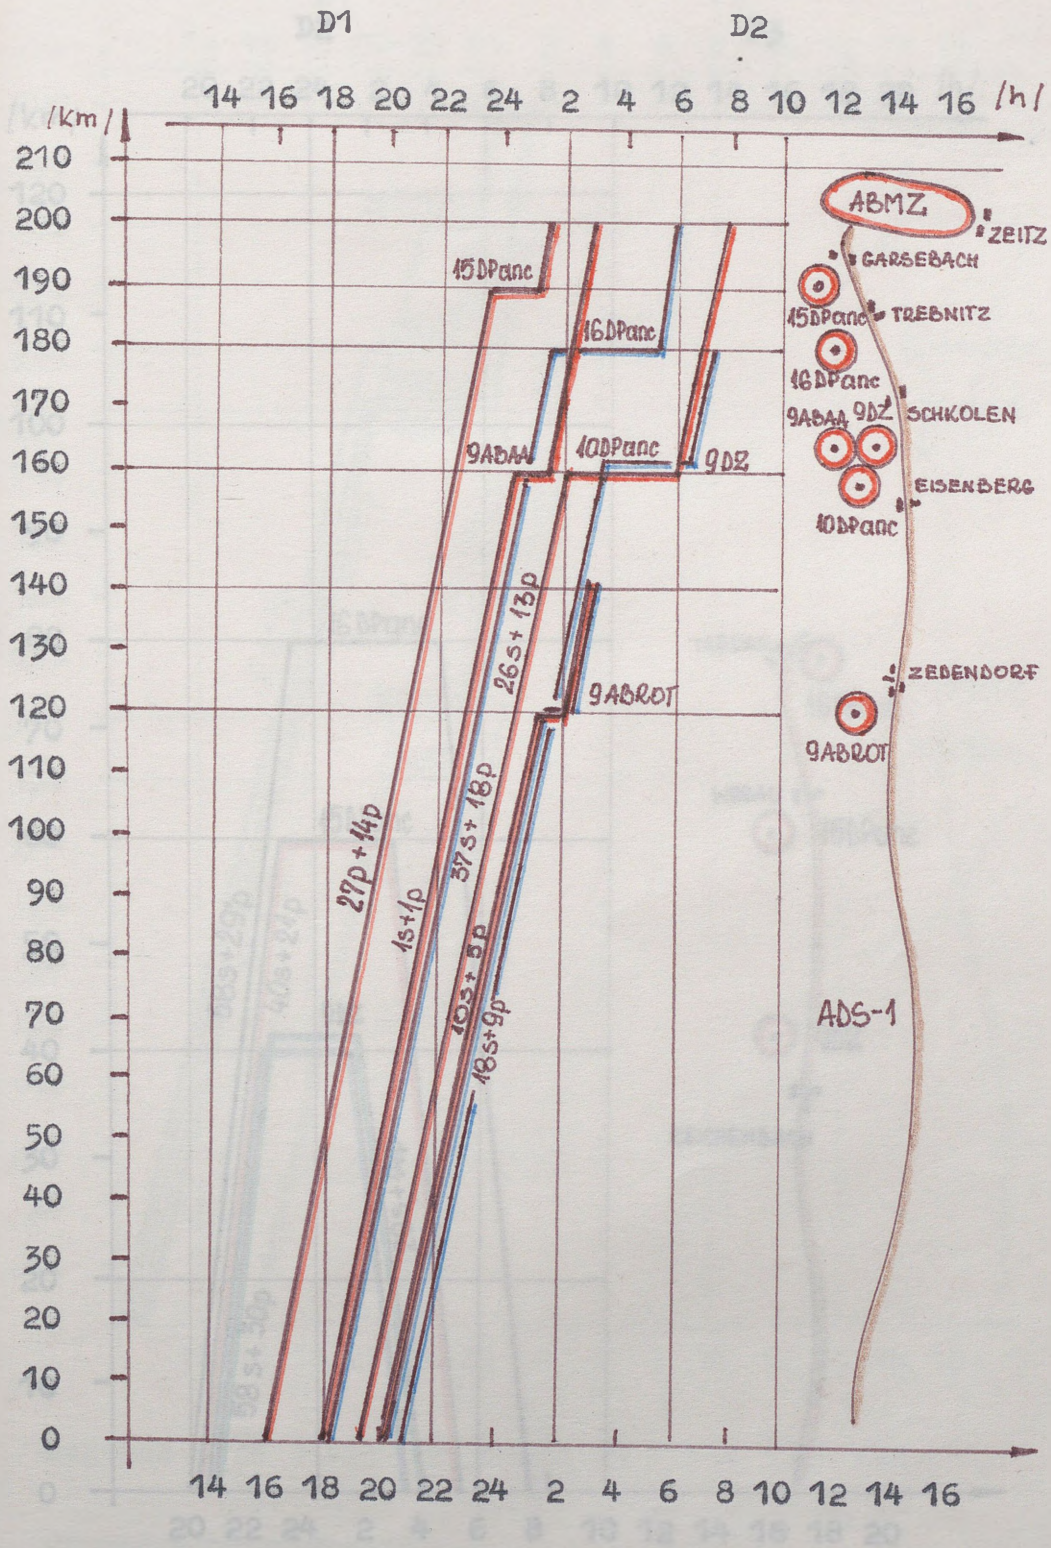 D1 D2
14 16 18 20 22 24 2 4 6 8 10 12 14 16 /h/
/km/
210
200
190
180
170
160
150
140
130
120
110
100
90
80
70
60
50
40
30
20
10
0
ABMZ
ZEITZ
GARSEBACH
15DPanc
15DPanc
TREBNITZ
16DPanc
16DPanc
9ABAA 9DZ
SCHKOLEN
9ABAA
10DPanc
9DZ
EISENBERG
10DPanc
26s+13p
ZEDENDORF
9ABROT
9ABROT
37s+18p
27p+14p
1s+1p
10s+5p
18s+9p
ADS-1
14 16 18 20 22 24 2 4 6 8 10 12 14 16